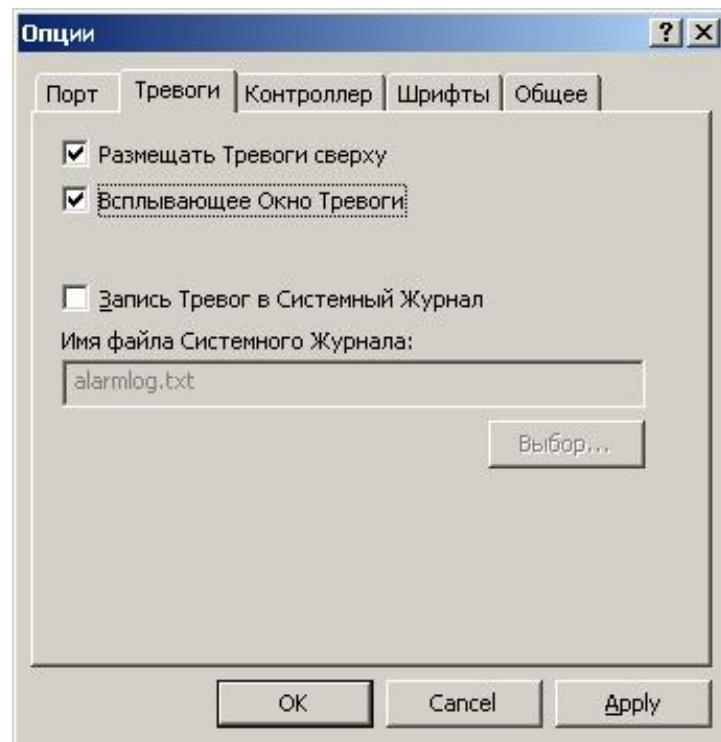 Опции
Порт Тревоги Контроллер Шрифты Общее
Размещать Тревоги сверху
Всплывающее Окно Тревоги
Запись Тревог в Системный Журнал
Имя файла Системного Журнала:
alarmlog.txt
Выбор...
OK Cancel Apply